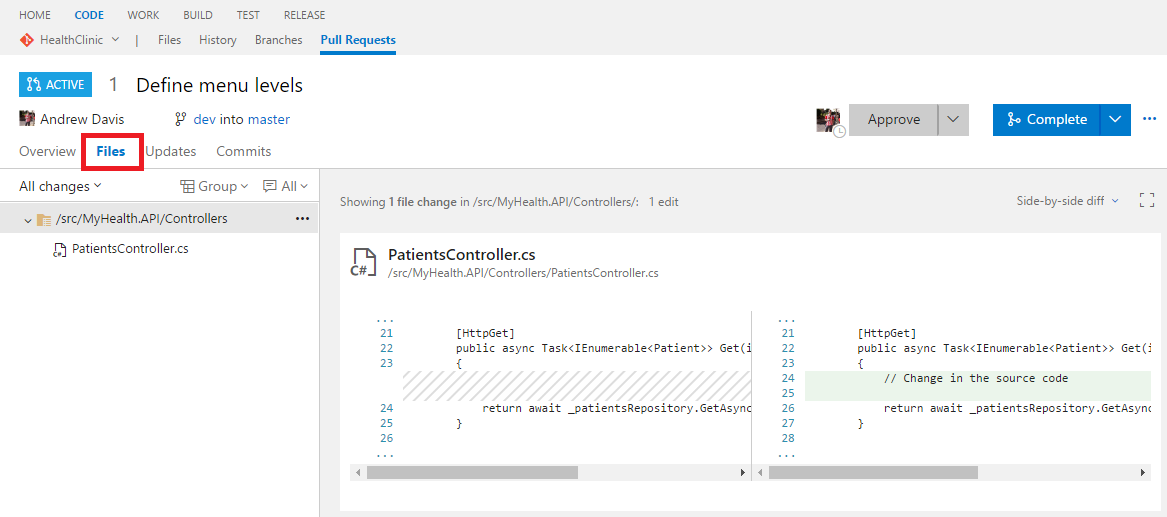 HOME CODE WORK BUILD TEST RELEASE
HealthClinic | Files History Branches Pull Requests
ACTIVE 1 Define menu levels
Andrew Davis dev into master Approve Complete ...
Overview Files Updates Commits
All changes Group All
Showing 1 file change in /src/MyHealth.API/Controllers/: 1 edit Side-by-side diff
/src/MyHealth.API/Controllers ...
PatientsController.cs
C# PatientsController.cs
/src/MyHealth.API/Controllers/PatientsController.cs
...
21 [HttpGet]
22 public async Task<IEnumerable<Patient>> Get(i
23 {
24 return await _patientsRepository.GetAsync
25 }
26
...
...
21 [HttpGet]
22 public async Task<IEnumerable<Patient>> Get(i
23 {
24 // Change in the source code
25
26 return await _patientsRepository.GetAsync
27 }
28
...